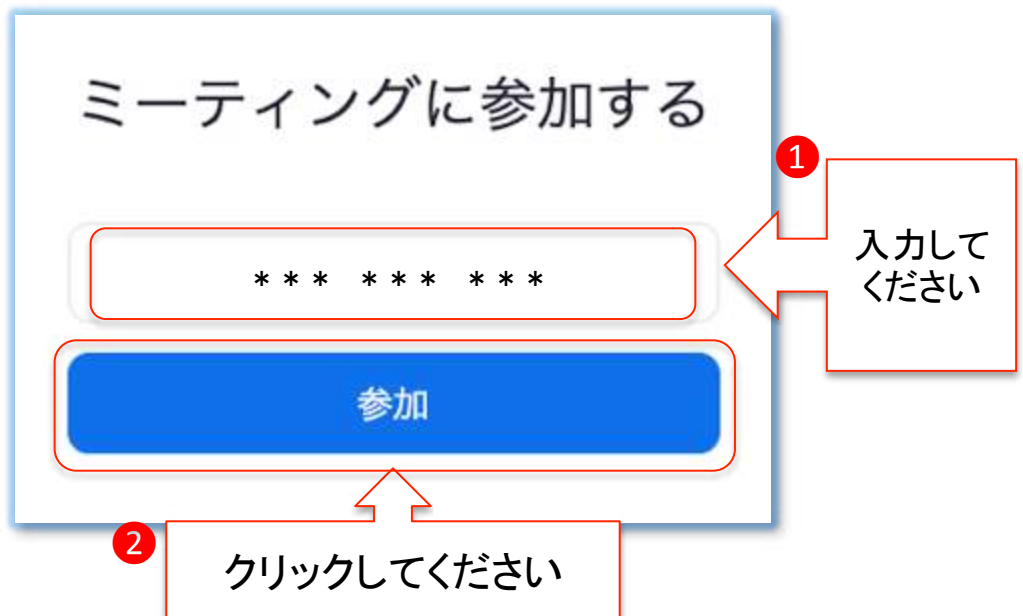 ミーティングに参加する
1
入力して
ください
*** *** ***
参加
2
クリックしてください